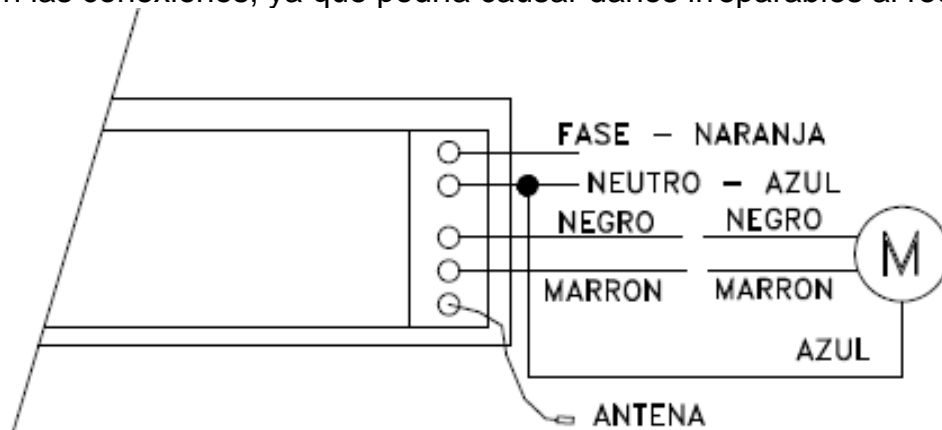 las conexiones, ya que podría causar daños irreparables al
FASE - NARANJA
NEUTRO - AZUL
NEGRO NEGRO
M
MARRON MARRON
AZUL
ANTENA